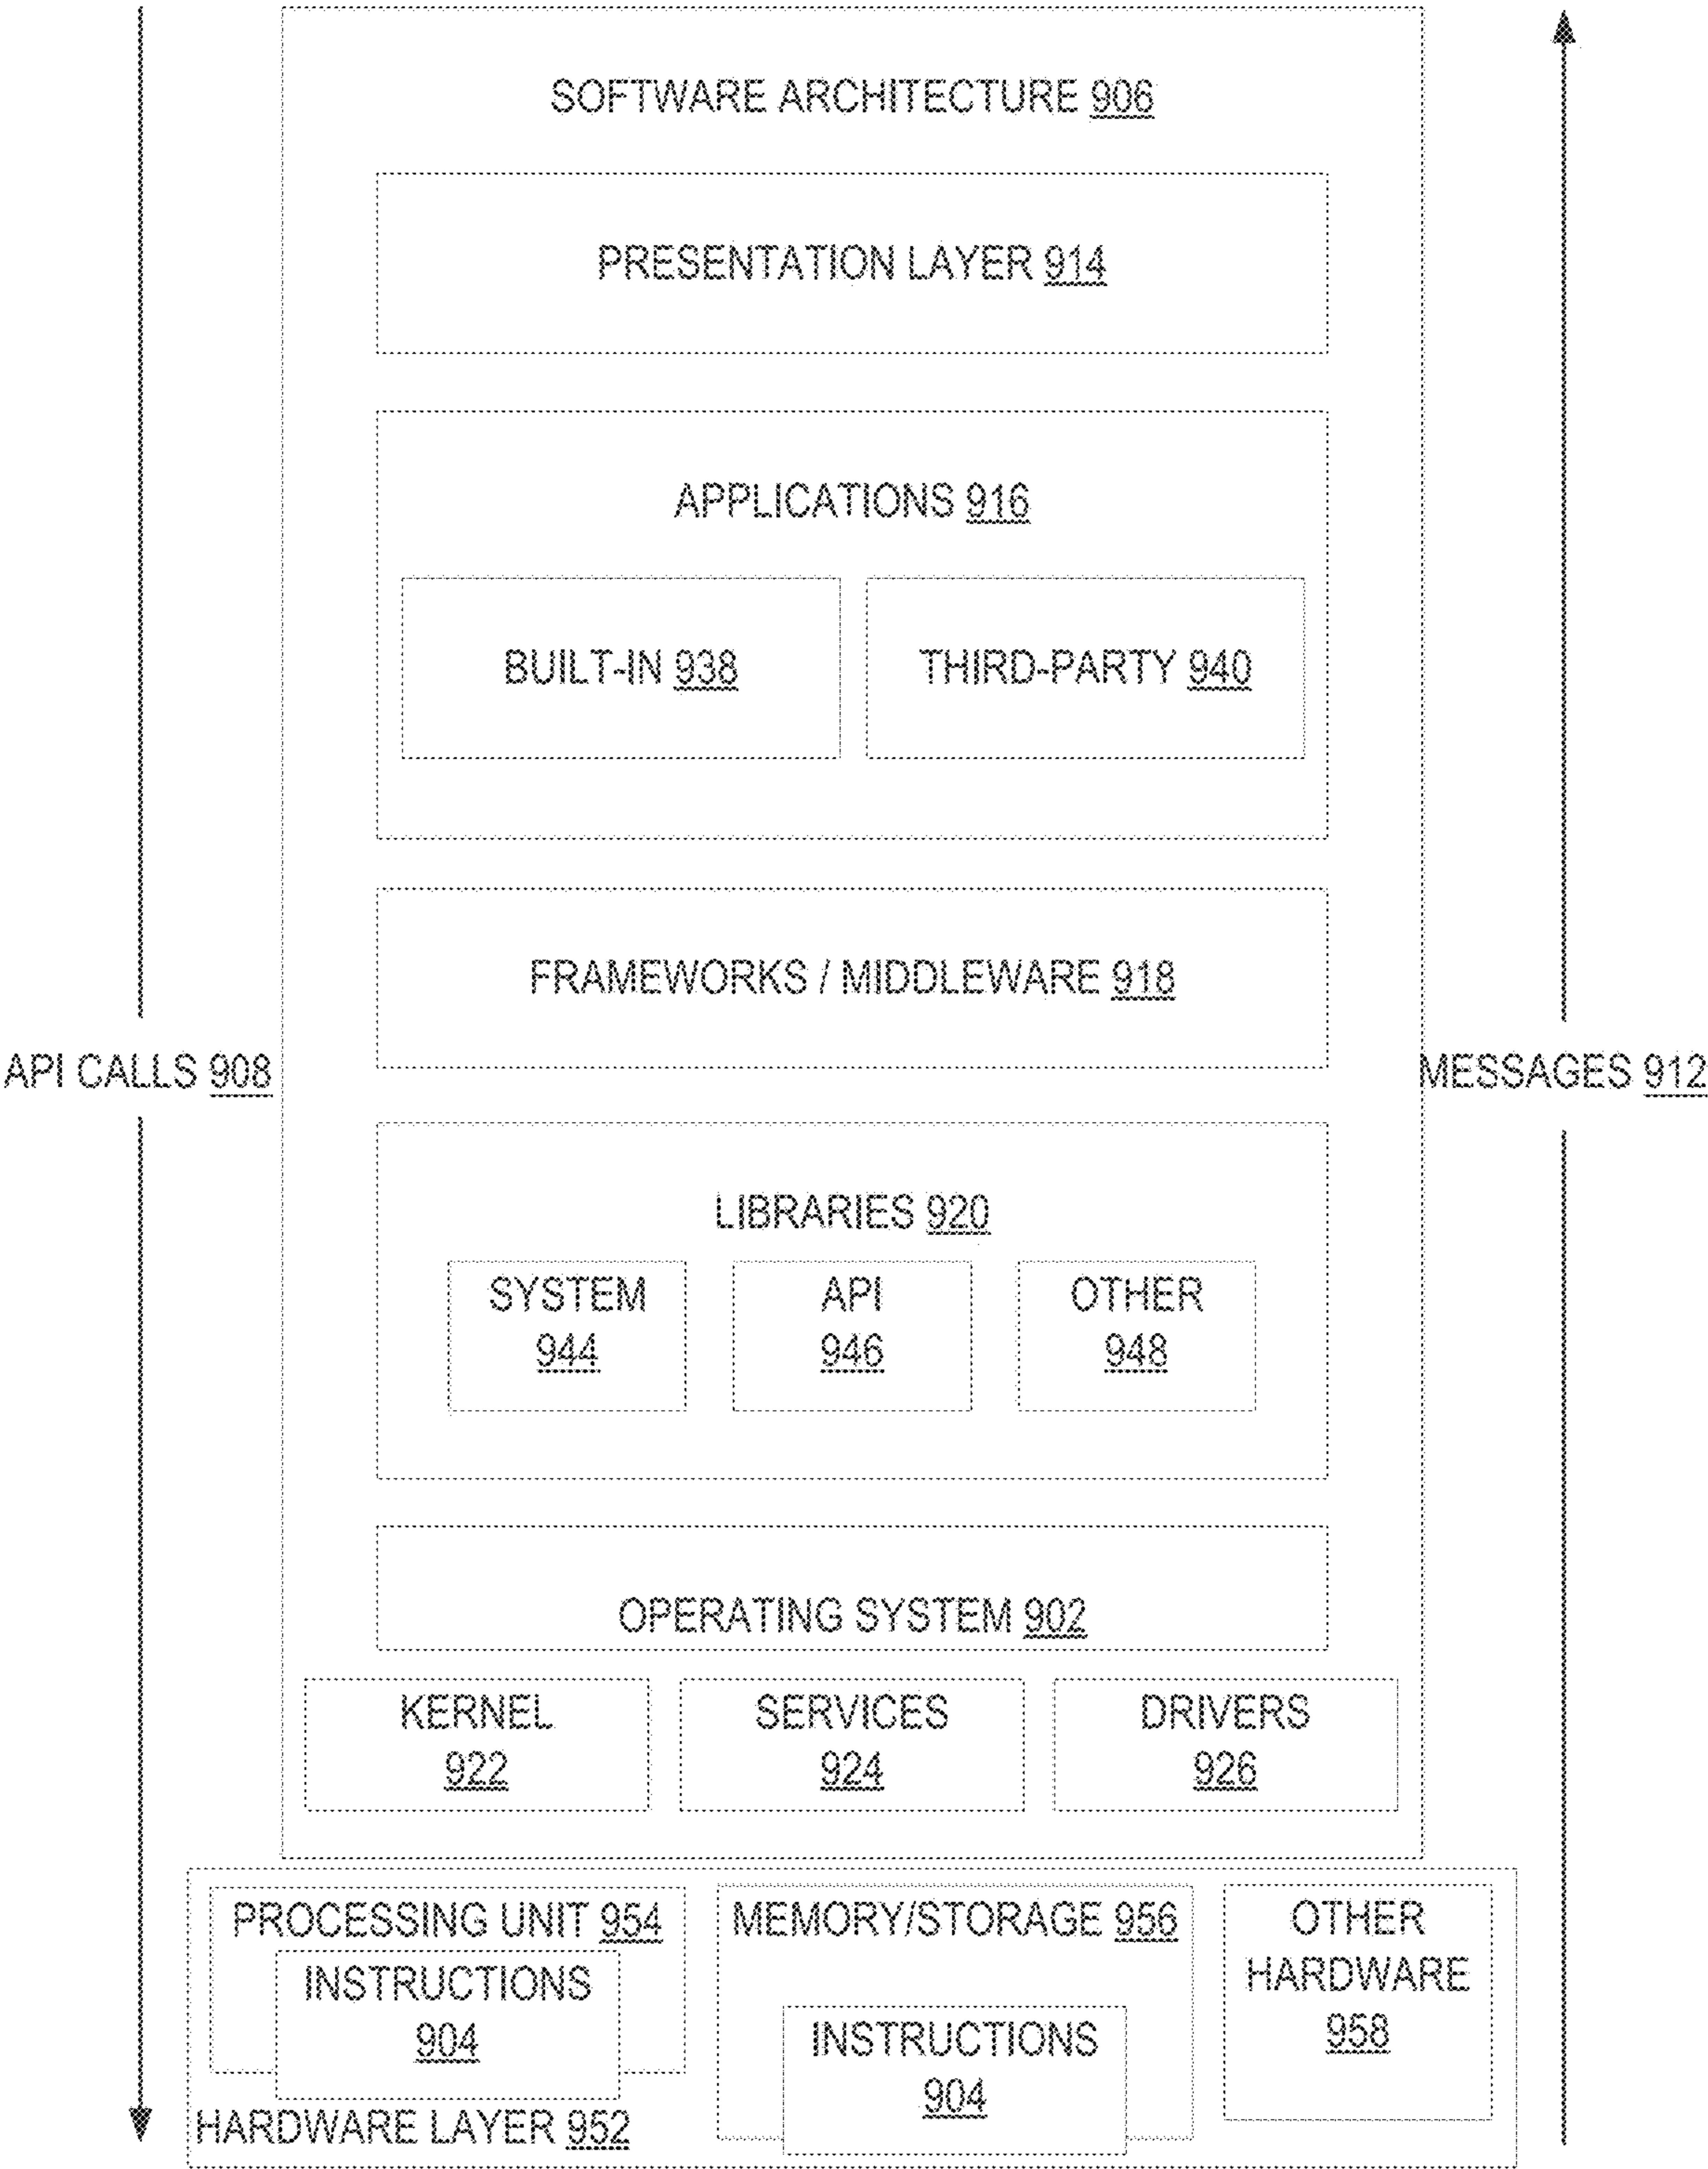 SOFTWARE ARCHITECTURE 906
PRESENTATION LAYER 914
APPLICATIONS 916
BUILT-IN 938
THIRD-PARTY 940
FRAMEWORKS / MIDDLEWARE 918
API CALLS 908
MESSAGES 912
LIBRARIES 920
SYSTEM
944
API
946
OTHER
948
OPERATING SYSTEM 902
KERNEL
922
SERVICES
924
DRIVERS
926
PROCESSING UNIT 954
INSTRUCTIONS
904
MEMORY/STORAGE 956
INSTRUCTIONS
904
OTHER
HARDWARE
958
HARDWARE LAYER 952